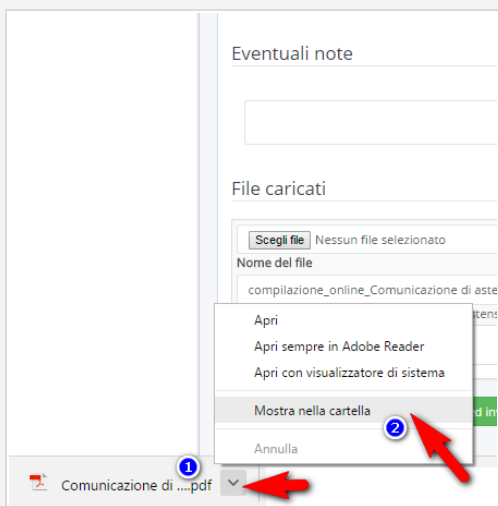 Eventuali note
File caricati
Scegli file Nessun file selezionato
Nome del file
compilazione_online_Comunicazione di aste
Apri
Apri sempre in Adobe Reader
Apri con visualizzatore di sistema
Mostra nella cartella
2
Annulla
1
Comunicazione di ....pdf